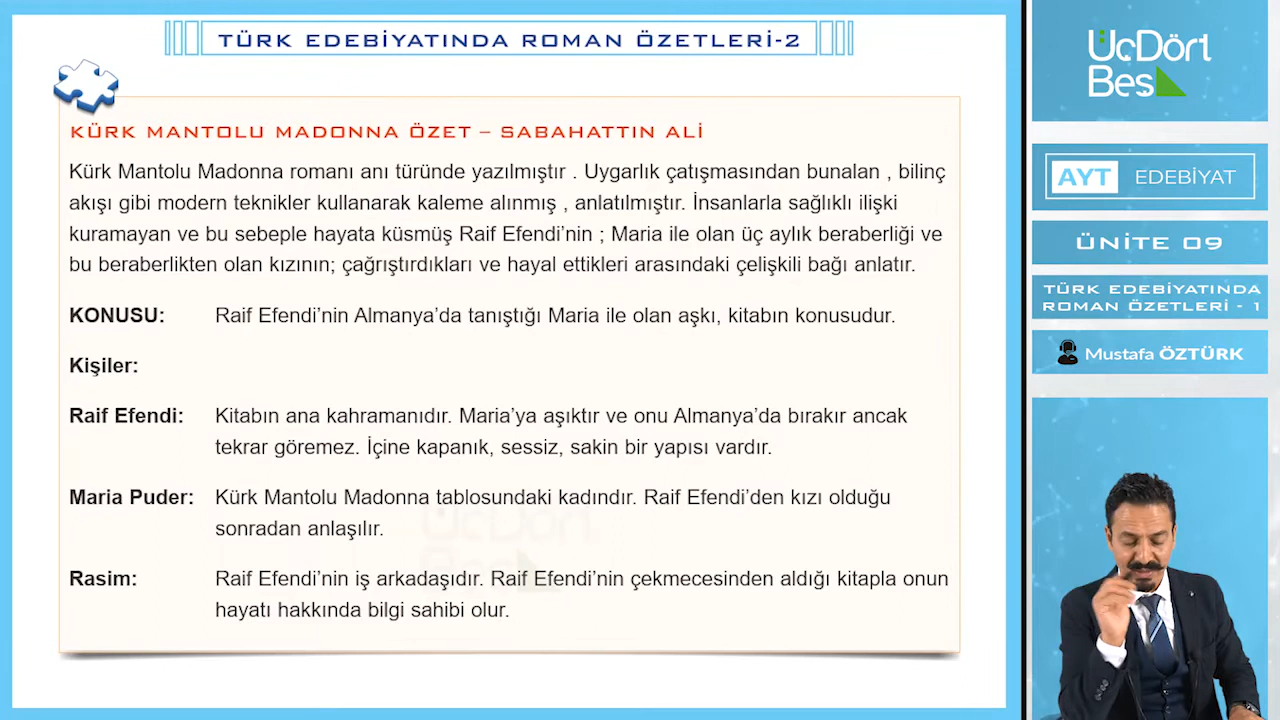 TÜRK EDEBİYATINDA ROMAN ÖZETLERİ-2
KÜRK MANTOLU MADONNA ÖZET – SABAHATTIN ALİ
Kürk Mantolu Madonna romanı anı türünde yazılmıştır . Uygarlık çatışmasından bunalan , bilinç
akışı gibi modern teknikler kullanarak kaleme alınmış , anlatılmıştır. İnsanlarla sağlıklı ilişki
kuramayan ve bu sebeple hayata küsmüş Raif Efendi’nin ; Maria ile olan üç aylık beraberliği ve
bu beraberlikten olan kızının; çağrıştırdıkları ve hayal ettikleri arasındaki çelişkili bağı anlatır.
KONUSU: Raif Efendi’nin Almanya’da tanıştığı Maria ile olan aşkı, kitabın konusudur.
Kişiler:
Raif Efendi: Kitabın ana kahramanıdır. Maria’ya aşıktır ve onu Almanya’da bırakır ancak
tekrar göremez. İçine kapanık, sessiz, sakin bir yapısı vardır.
Maria Puder: Kürk Mantolu Madonna tablosundaki kadındır. Raif Efendi’den kızı olduğu
sonradan anlaşılır.
Rasim: Raif Efendi’nin iş arkadaşıdır. Raif Efendi’nin çekmecesinden aldığı kitapla onun
hayatı hakkında bilgi sahibi olur.
ÜçDört
Beş
ÜçDört
Beş
AYT EDEBİYAT
ÜNİTE 09
TÜRK EDEBİYATINDA
ROMAN ÖZETLERİ - 1
Mustafa ÖZTÜRK